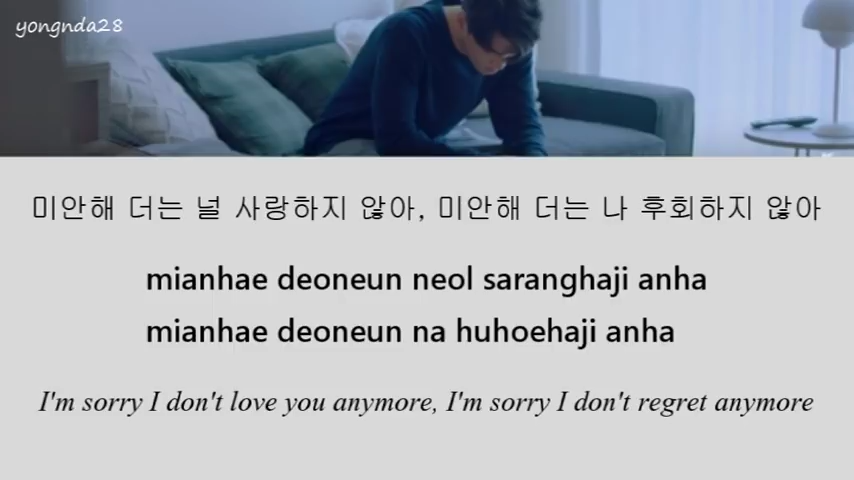 yongnda28
미안해 더는 널 사랑하지 않아, 미안해 더는 나 후회하지 않아
mianhae deoneun neol saranghaji anha
mianhae deoneun na huhoehaji anha
I'm sorry I don't love you anymore, I'm sorry I don't regret anymore